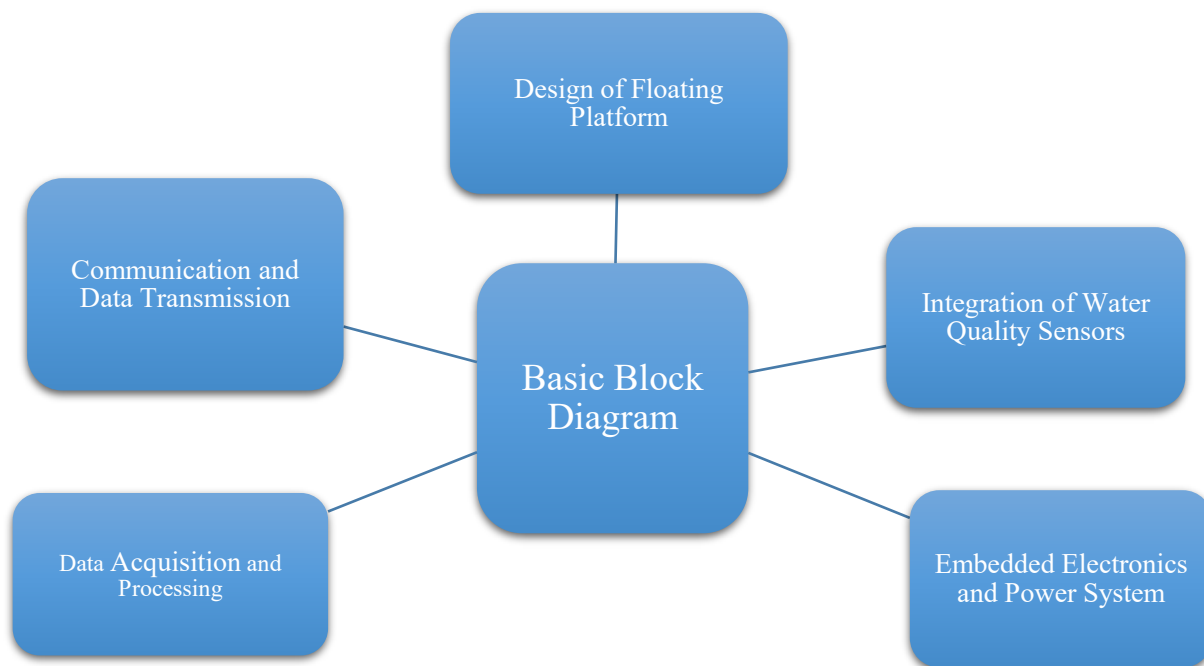 Design of Floating
Platform
Communication and
Data Transmission
Integration of Water
Quality Sensors
Basic Block
Diagram
Data Acquisition and
Processing
Embedded Electronics
and Power System